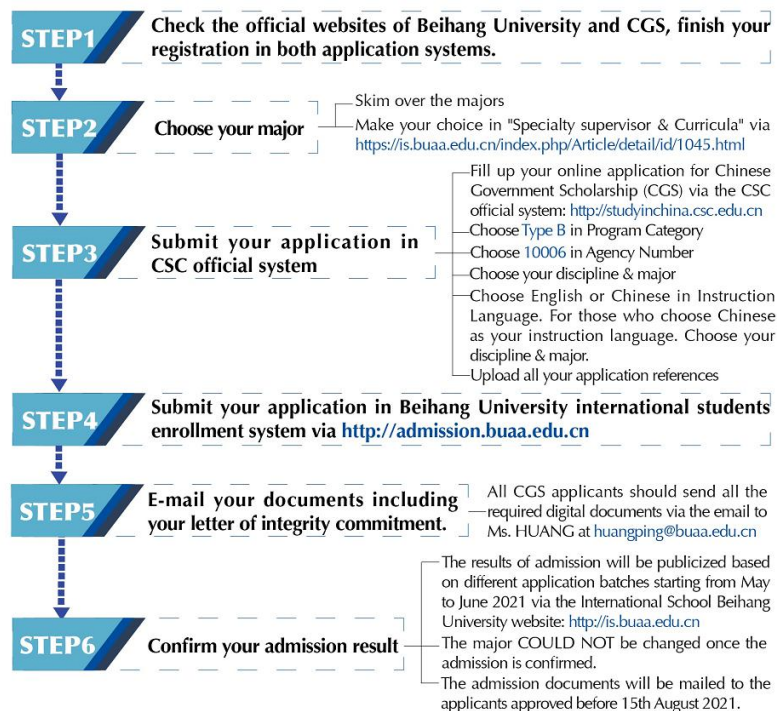 STEP1
Check the official websites of Beihang University and CGS, finish your
registration in both application systems.
STEP2
Choose your major
Skim over the majors
Make your choice in "Specialty supervisor & Curricula" via
https://is.buaa.edu.cn/index.php/Article/detail/id/1045.html
STEP3
Submit your application in
CSC official system
Fill up your online application for Chinese
Government Scholarship (CGS) via the CSC
official system: http://studyinchina.csc.edu.cn
Choose Type B in Program Category
Choose 10006 in Agency Number
Choose your discipline & major
Choose English or Chinese in Instruction
Language. For those who choose Chinese
as your instruction language. Choose your
discipline & major.
Upload all your application references
STEP4
Submit your application in Beihang University international students
enrollment system via http://admission.buaa.edu.cn
STEP5
E-mail your documents including
your letter of integrity commitment.
All CGS applicants should send all the
required digital documents via the email to
Ms. HUANG at huangping@buaa.edu.cn
STEP6
Confirm your admission result
The results of admission will be publicized based
on different application batches starting from May
to June 2021 via the International School Beihang
University website: http://is.buaa.edu.cn
The major COULD NOT be changed once the
admission is confirmed.
The admission documents will be mailed to the
applicants approved before 15th August 2021.